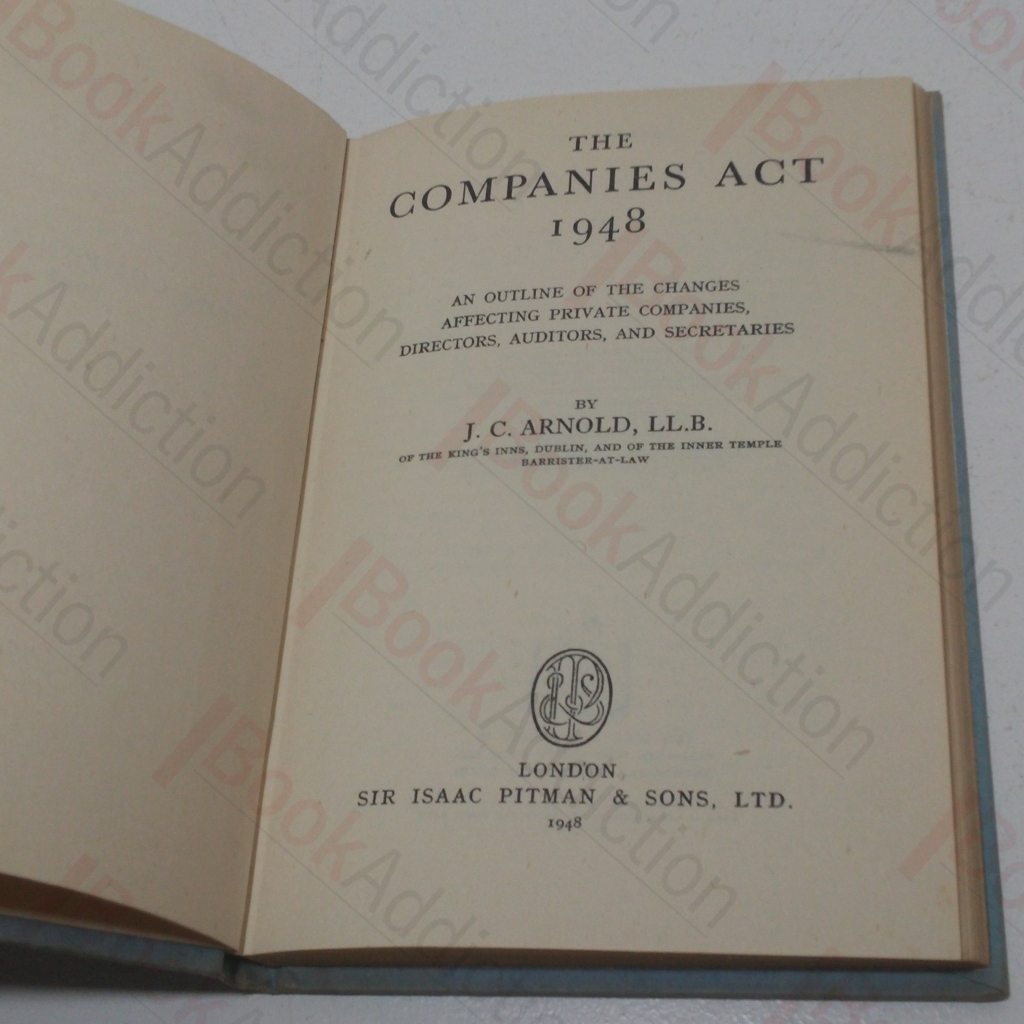 THE
COMPANIES ACT
1948
AN OUTLINE OF THE CHANGES
AFFECTING PRIVATE COMPANIES,
DIRECTORS, AUDITORS, AND SECRETARIES
BY
J. C. ARNOLD, LL.B.
OF THE KING'S INNS, DUBLIN, AND OF THE INNER TEMPLE
BARRISTER-AT-LAW
LONDON
SIR ISAAC PITMAN & SONS, LTD.
1948
BookAddiction